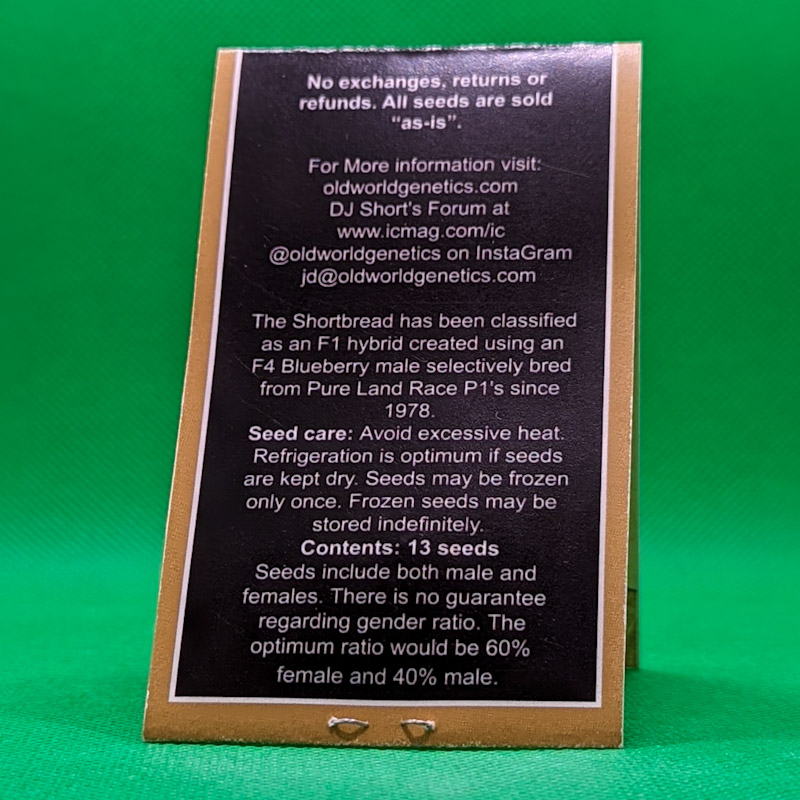 No exchanges, returns or
refunds. All seeds are sold
“as-is”.
For More information visit:
oldworldgenetics.com
DJ Short's Forum at
www.icmag.com/ic
@oldworldgenetics on InstaGram
jd@oldworldgenetics.com
The Shortbread has been classified
as an F1 hybrid created using an
F4 Blueberry male selectively bred
from Pure Land Race P1's since
1978.
Seed care: Avoid excessive heat.
Refrigeration is optimum if seeds
are kept dry. Seeds may be frozen
only once. Frozen seeds may be
stored indefinitely.
Contents: 13 seeds
Seeds include both male and
females. There is no guarantee
regarding gender ratio. The
optimum ratio would be 60%
female and 40% male.